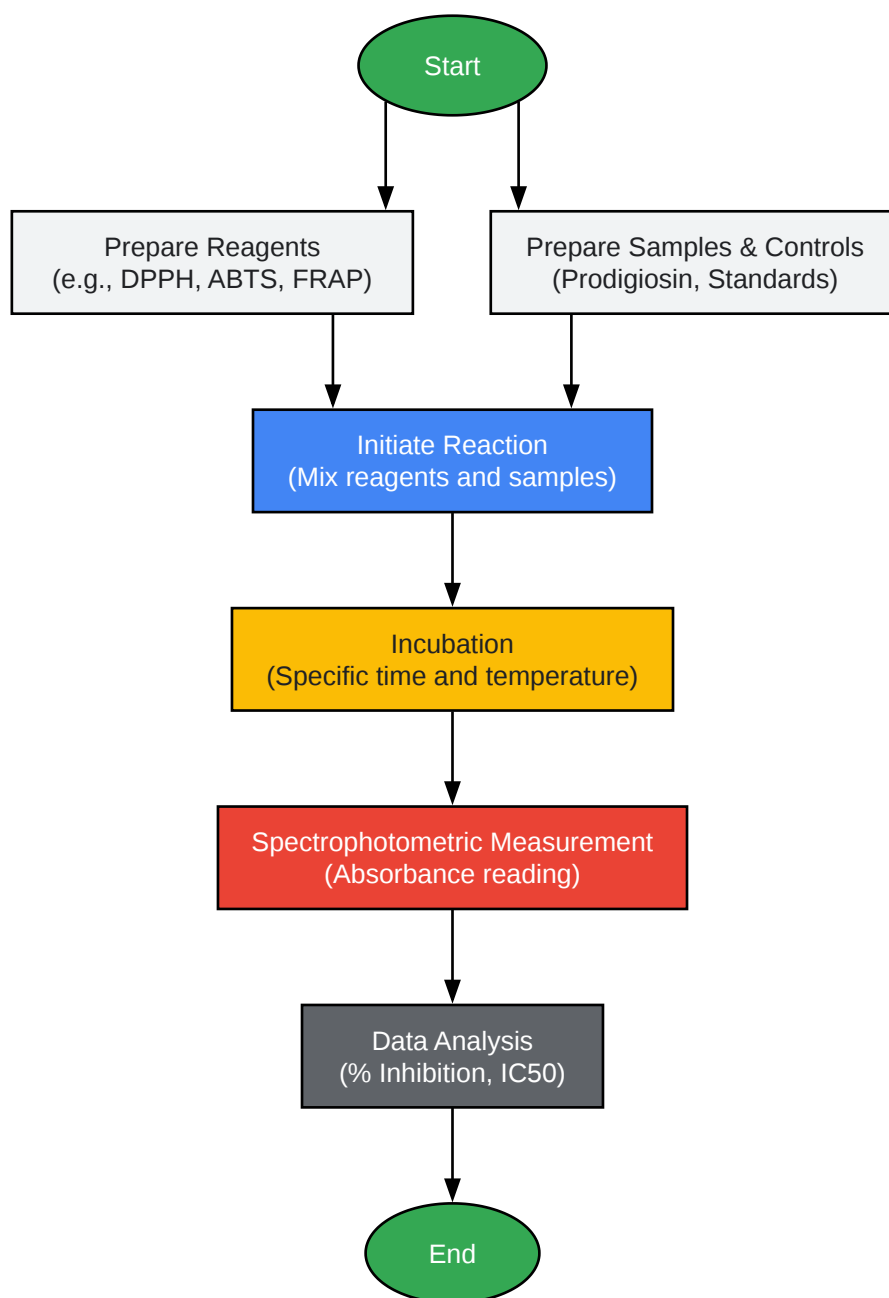 Start
Prepare Reagents
(e.g., DPPH, ABTS, FRAP)
Prepare Samples & Controls
(Prodigiosin, Standards)
Initiate Reaction
(Mix reagents and samples)
Incubation
(Specific time and temperature)
Spectrophotometric Measurement
(Absorbance reading)
Data Analysis
(% Inhibition, IC50)
End